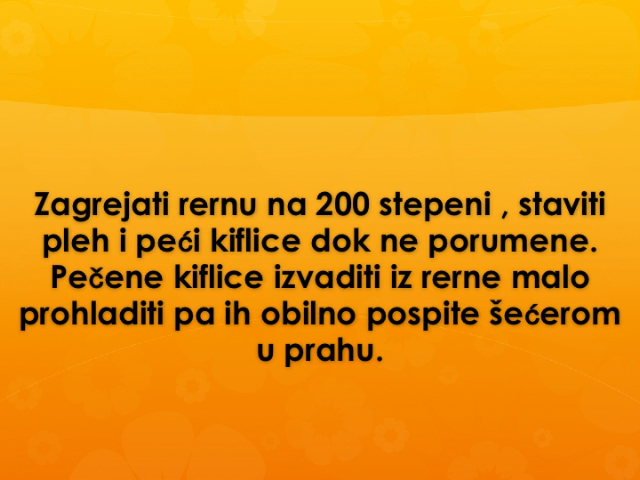 Zagrejati rernu na 200 stepeni , staviti
pleh i peći kiflice dok ne porumene.
Pečene kiflice izvaditi iz rerne malo
prohladiti pa ih obilno pospite šećerom
u prahu.